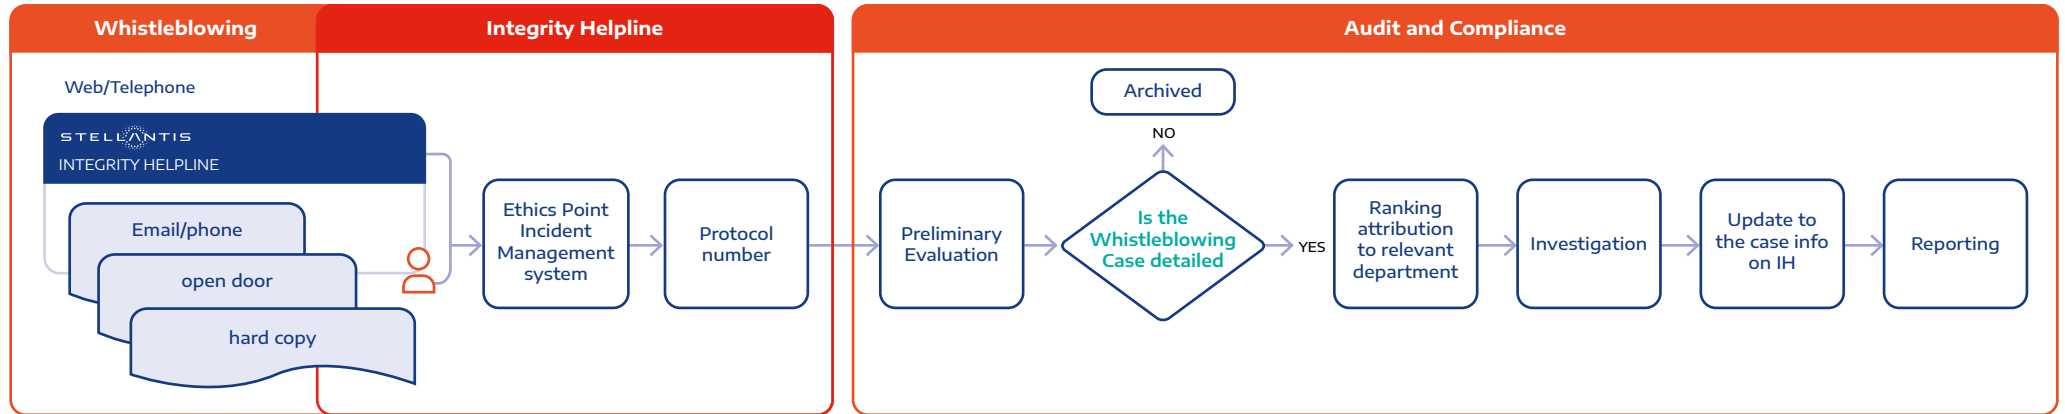 Whistleblowing
Integrity Helpline
Audit and Compliance
Web/Telephone
STELLANTIS
INTEGRITY HELPLINE
Email/phone
open door
hard copy
Ethics Point
Incident
Management
system
Protocol
number
Preliminary
Evaluation
Archived
NO
Is the
Whistleblowing
Case detailed
YES
Ranking
attribution
to relevant
department
Investigation
Update to
the case info
on IH
Reporting